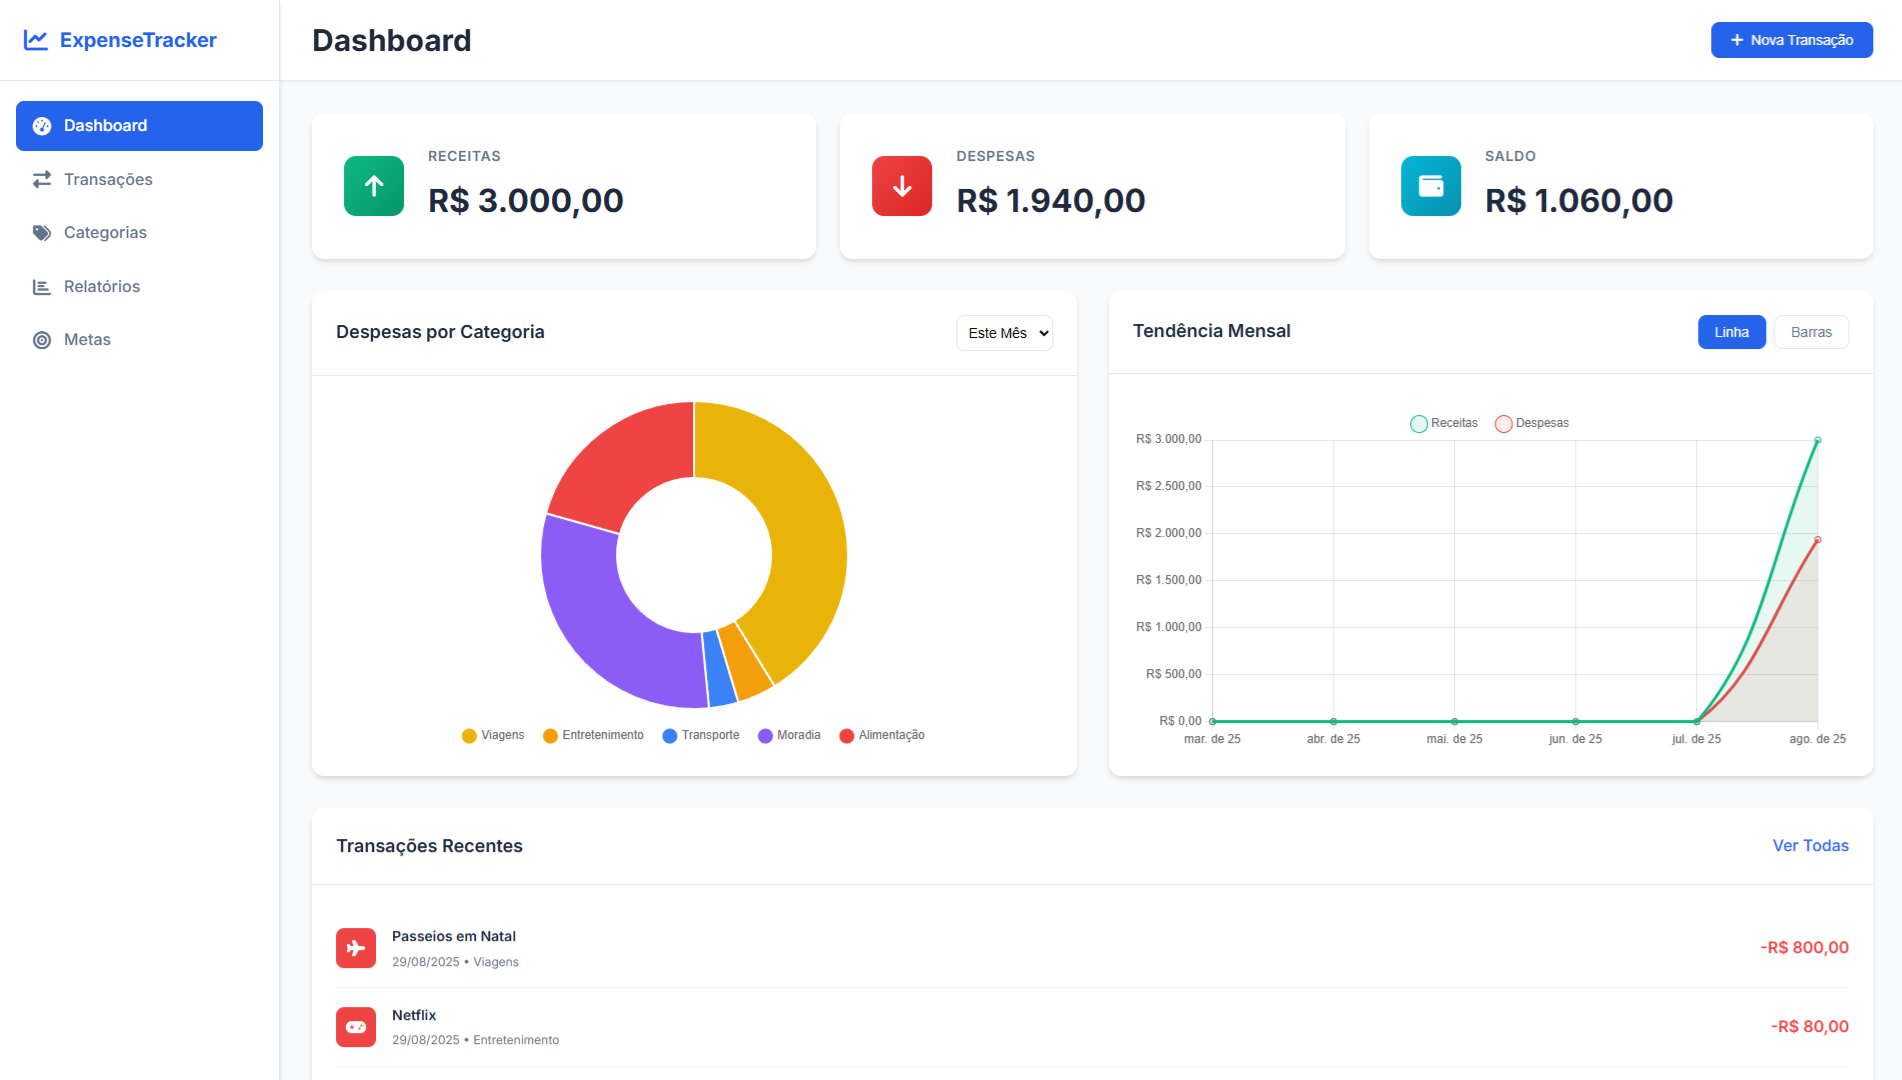 ExpenseTracker
Dashboard
Nova Transação
Dashboard
Transações
Categorias
Relatórios
Metas
RECEITAS
R$ 3.000,00
DESPESAS
R$ 1.940,00
SALDO
R$ 1.060,00
Despesas por Categoria
Este Mês
Viagens
Entretenimento
Transporte
Moradia
Alimentação
Tendência Mensal
Linha
Barras
Receitas
Despesas
R$ 3.000,00
R$ 2.500,00
R$ 2.000,00
R$ 1.500,00
R$ 1.000,00
R$ 500,00
R$ 0,00
mar. de 25
abr. de 25
mai. de 25
jun. de 25
jul. de 25
ago. de 25
Transações Recentes
Ver Todas
Passeios em Natal
29/08/2025 • Viagens
-R$ 800,00
Netflix
29/08/2025 • Entretenimento
-R$ 80,00